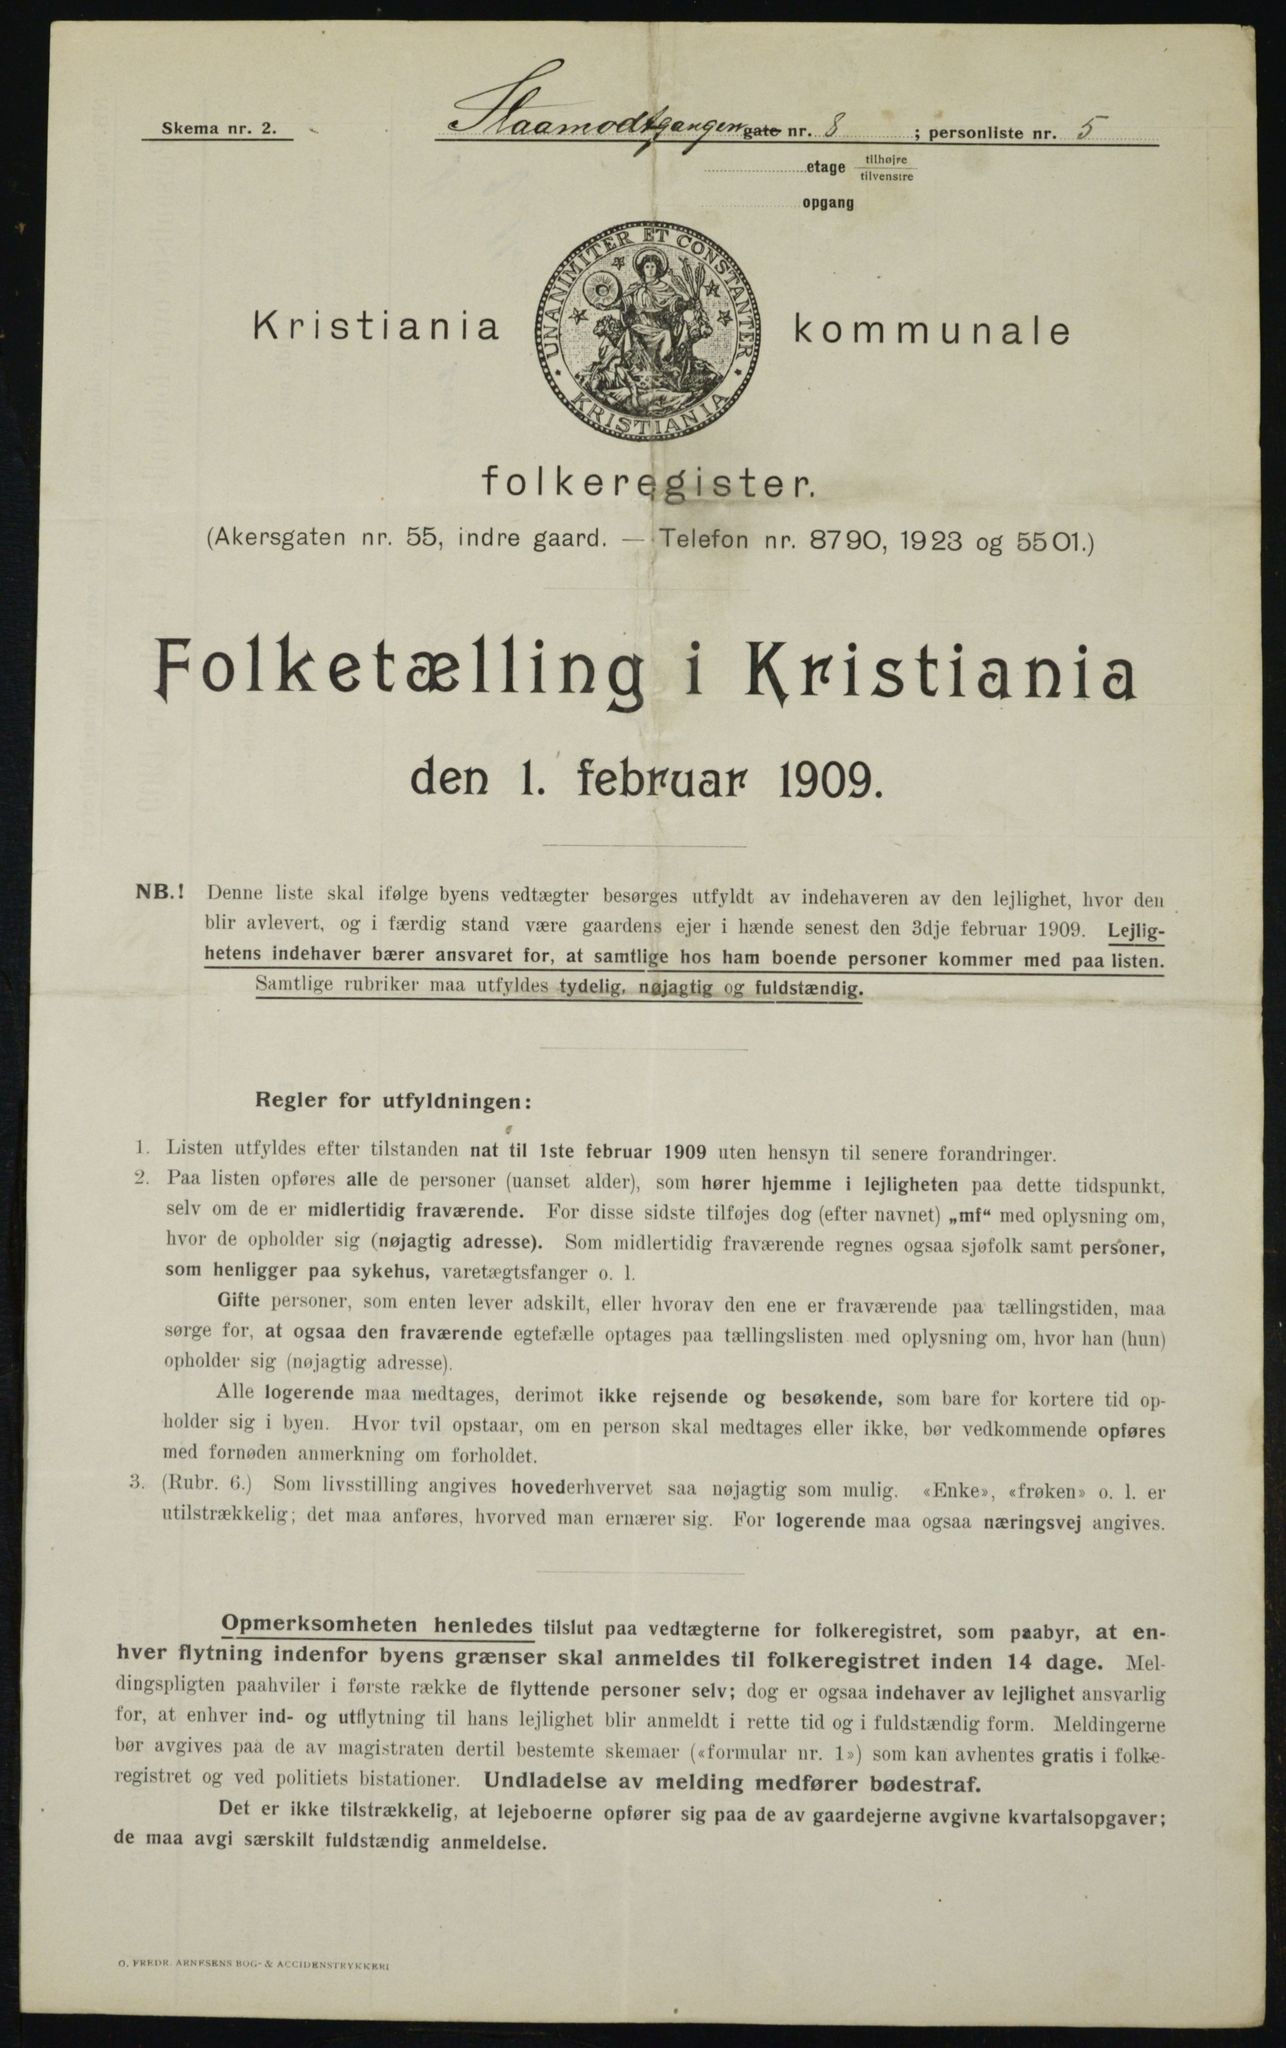 Skema nr. 2. Slaamodtgangen gate nr. 8 ; personliste nr. 5
etage tilhøjre tilvenstre
opgang
UNANIMITER ET CONSTANTER
KRISTIANIA
Kristiania kommunale
folkeregister.
(Akersgaten nr. 55, indre gaard. — Telefon nr. 8790, 1923 og 5501.)
Folketælling i Kristiania
den 1. februar 1909.
NB.! Denne liste skal ifølge byens vedtægter besørges utfyldt av indehaveren av den lejlighet, hvor den
blir avlevert, og i færdig stand være gaardens ejer i hænde senest den 3dje februar 1909. Lejlig-
hetens indehaver bærer ansvaret for, at samtlige hos ham boende personer kommer med paa listen.
Samtlige rubriker maa utfyldes tydelig, nøjagtig og fuldstændig.
Regler for utfyldningen:
1. Listen utfyldes efter tilstanden nat til 1ste februar 1909 uten hensyn til senere forandringer.
2. Paa listen opføres alle de personer (uanset alder), som hører hjemme i lejligheten paa dette tidspunkt,
selv om de er midlertidig fraværende. For disse sidste tilføjes dog (efter navnet) „mf“ med oplysning om,
hvor de opholder sig (nøjagtig adresse). Som midlertidig fraværende regnes ogsaa sjøfolk samt personer,
som henligger paa sykehus, varetægtsfanger o. l.
Gifte personer, som enten lever adskilt, eller hvorav den ene er fraværende paa tællingstiden, maa
sørge for, at ogsaa den fraværende egtefælle optages paa tællingslisten med oplysning om, hvor han (hun)
opholder sig (nøjagtig adresse).
Alle logerende maa medtages, derimot ikke rejsende og besøkende, som bare for kortere tid op-
holder sig i byen. Hvor tvil opstaar, om en person skal medtages eller ikke, bør vedkommende opføres
med fornøden anmerkning om forholdet.
3. (Rubr. 6.) Som livsstilling angives hovederhvervet saa nøjagtig som mulig. «Enke», «frøken» o. l. er
utilstrækkelig; det maa anføres, hvorved man ernærer sig. For logerende maa ogsaa næringsvej angives.
Opmerksomheten henledes tilslut paa vedtægterne for folkeregistret, som paabyr, at en-
hver flytning indenfor byens grænser skal anmeldes til folkeregistret inden 14 dage. Mel-
dingspligten paahviler i første række de flyttende personer selv; dog er ogsaa indehaver av lejlighet ansvarlig
for, at enhver ind- og utflytning til hans lejlighet blir anmeldt i rette tid og i fuldstændig form. Meldingerne
bør avgives paa de av magistraten dertil bestemte skemaer («formular nr. 1») som kan avhentes gratis i folke-
registret og ved politiets bistationer. Undladelse av melding medfører bødestraf.
Det er ikke tilstrækkelig, at lejeboerne opfører sig paa de av gaardejerne avgivne kvartalsopgaver;
de maa avgi særskilt fuldstændig anmeldelse.
O. FREDR. ARNESENS BOG- & ACCIDENSTRYKKERI